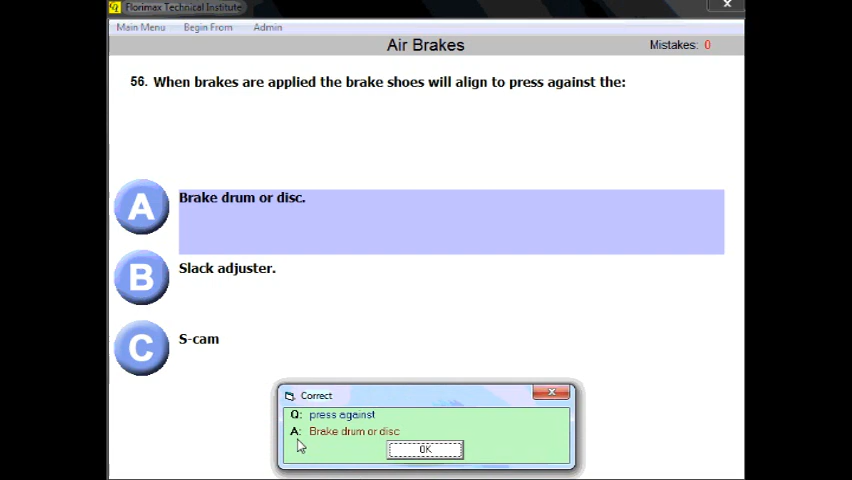 Florimax Technical Institute
Main Menu Begin From Admin
Air Brakes Mistakes: 0
56. When brakes are applied the brake shoes will align to press against the:
A Brake drum or disc.
B Slack adjuster.
C S-cam
Correct
Q: press against
A: Brake drum or disc
OK